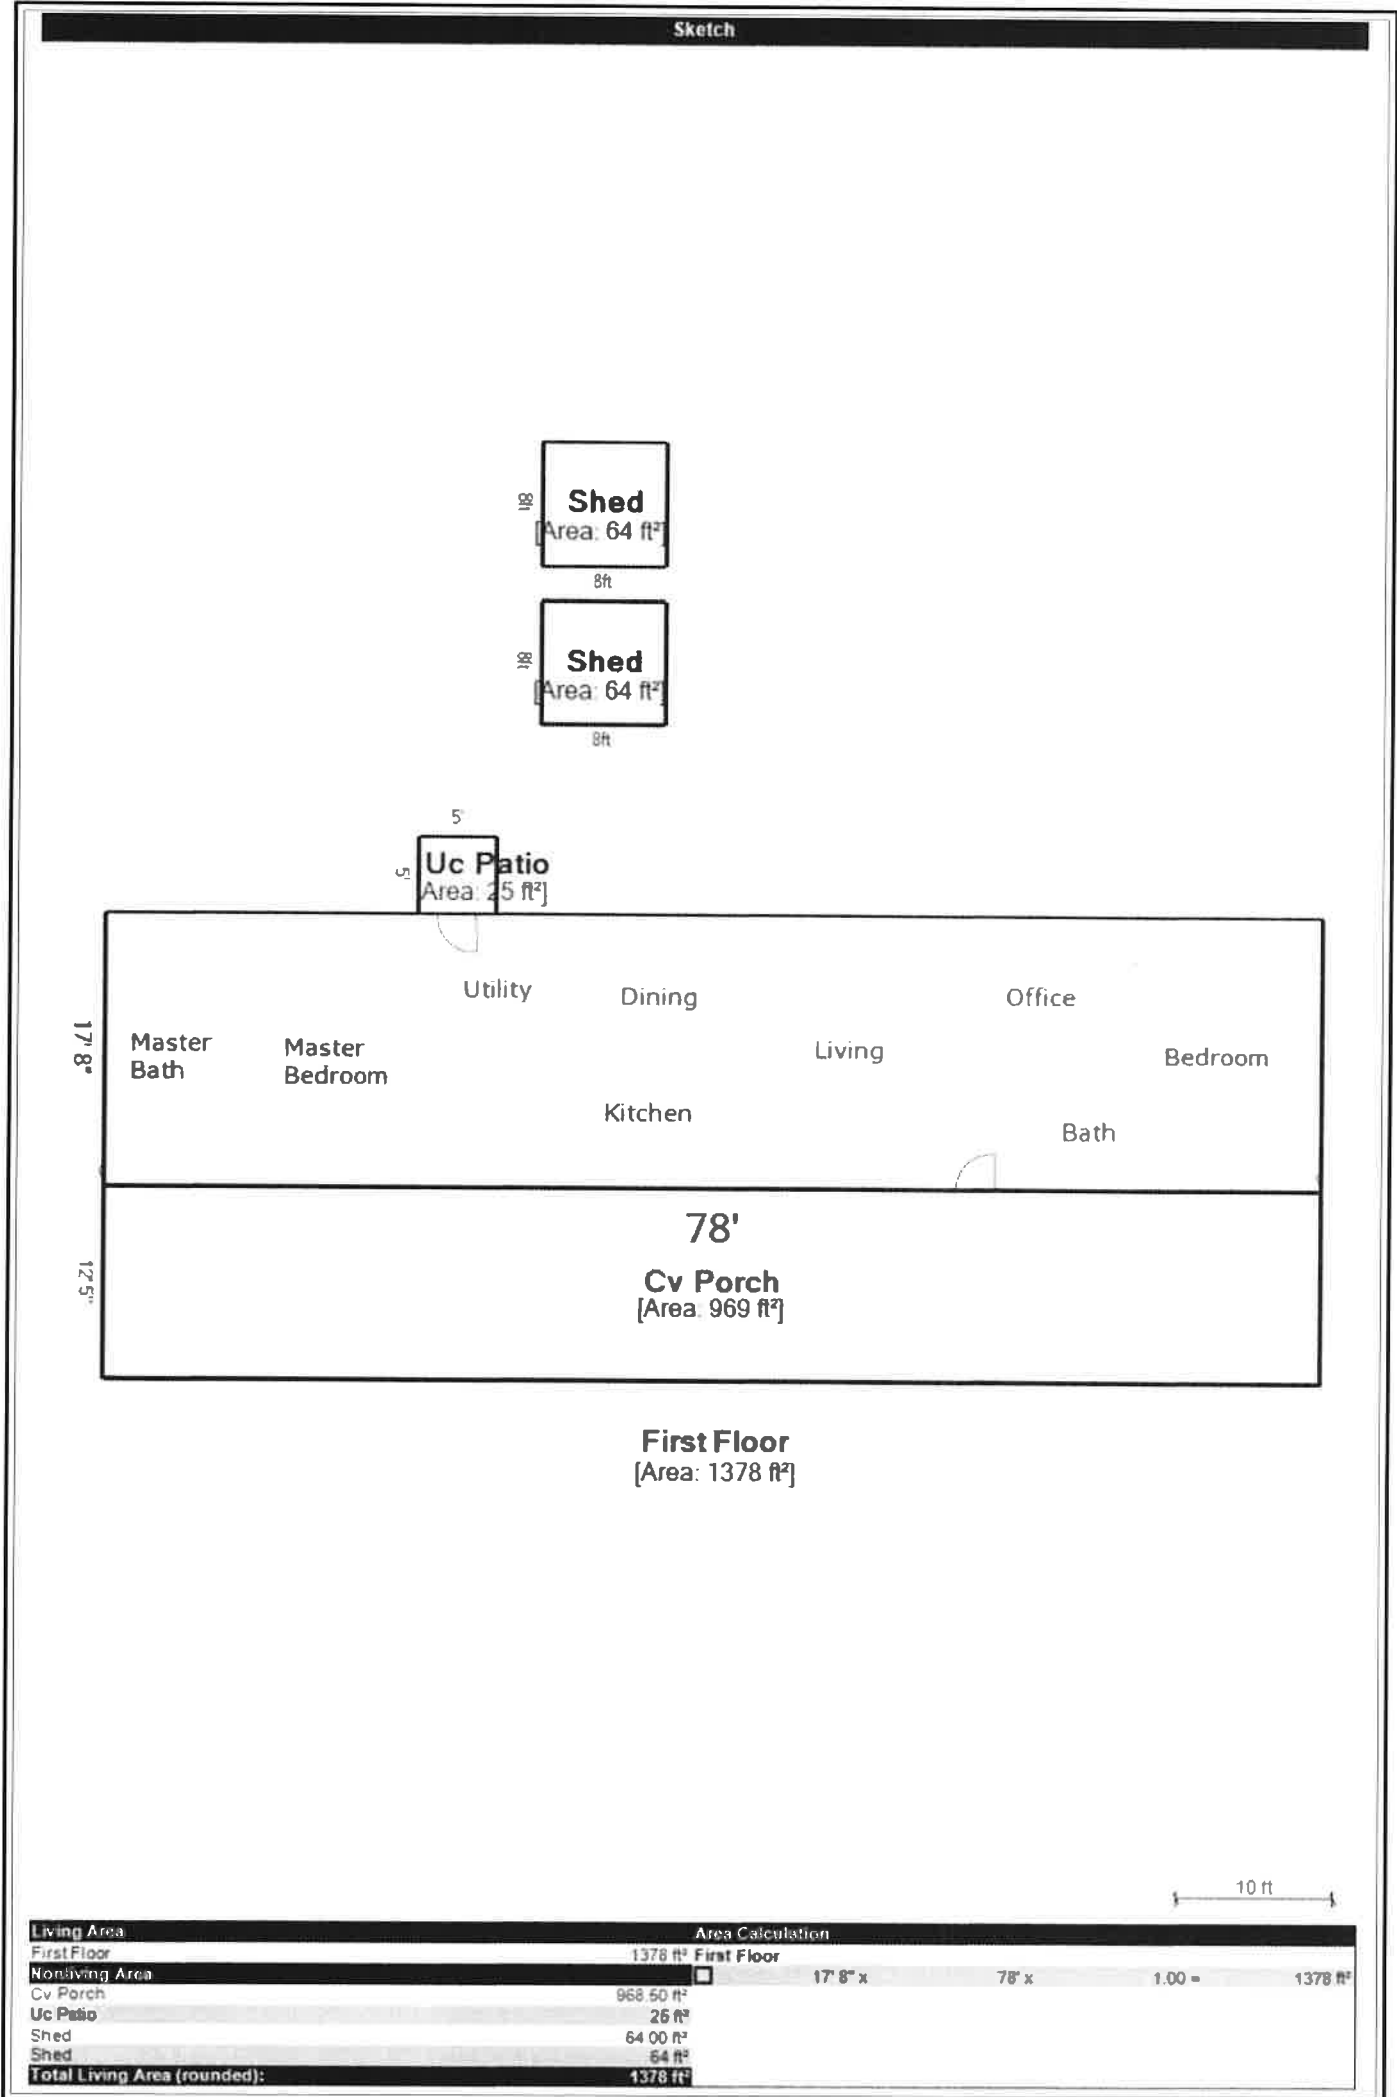 Sketch
8ft
Shed
[Area: 64 ft²]
8ft
8ft
Shed
[Area: 64 ft²]
8ft
5'
5'
Uc Patio
Area: 25 ft²]
Utility
Dining
Office
17' 8"
Master
Bath
Master
Bedroom
Living
Bedroom
Kitchen
Bath
78'
12'5"
Cv Porch
[Area: 969 ft²]
First Floor
[Area: 1378 ft²]
10 ft
Living Area
Area Calculation
First Floor 1378 ft²
First Floor
Nonliving Area
17' 8" x 78' x 1.00 = 1378 ft²
Cv Porch 968.50 ft²
Uc Patio 25 ft²
Shed 64.00 ft²
Shed 64 ft²
Total Living Area (rounded): 1378 ft²